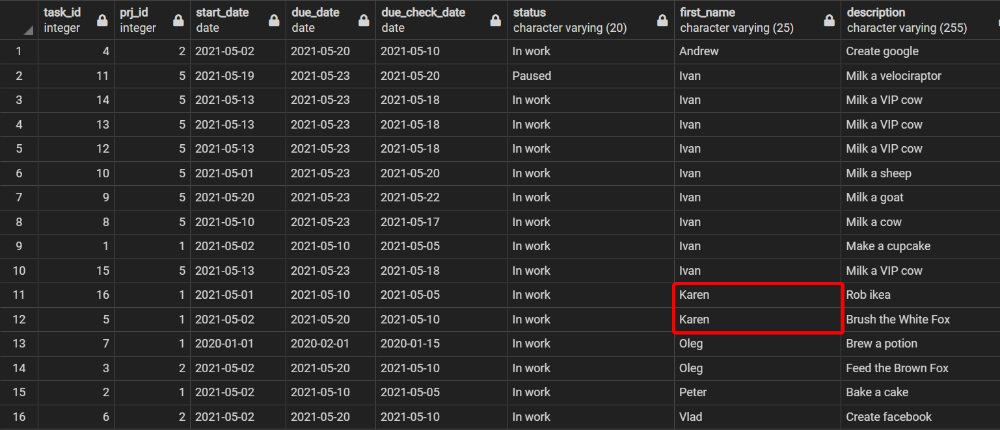 task_id prj_id start_date due_date due_check_date status first_name description
integer integer date date date character varying (20) character varying (25) character varying (255)
1 4 2 2021-05-02 2021-05-20 2021-05-10 In work Andrew Create google
2 11 5 2021-05-19 2021-05-23 2021-05-20 Paused Ivan Milk a velociraptor
3 14 5 2021-05-13 2021-05-23 2021-05-18 In work Ivan Milk a VIP cow
4 13 5 2021-05-13 2021-05-23 2021-05-18 In work Ivan Milk a VIP cow
5 12 5 2021-05-13 2021-05-23 2021-05-18 In work Ivan Milk a VIP cow
6 10 5 2021-05-01 2021-05-23 2021-05-20 In work Ivan Milk a sheep
7 9 5 2021-05-20 2021-05-23 2021-05-22 In work Ivan Milk a goat
8 8 5 2021-05-10 2021-05-23 2021-05-17 In work Ivan Milk a cow
9 1 1 2021-05-02 2021-05-10 2021-05-05 In work Ivan Make a cupcake
10 15 5 2021-05-13 2021-05-23 2021-05-18 In work Ivan Milk a VIP cow
11 16 1 2021-05-01 2021-05-10 2021-05-05 In work Karen Rob ikea
12 5 1 2021-05-02 2021-05-20 2021-05-10 In work Karen Brush the White Fox
13 7 1 2020-01-01 2020-02-01 2020-01-15 In work Oleg Brew a potion
14 3 2 2021-05-02 2021-05-20 2021-05-10 In work Oleg Feed the Brown Fox
15 2 1 2021-05-02 2021-05-10 2021-05-05 In work Peter Bake a cake
16 6 2 2021-05-02 2021-05-20 2021-05-10 In work Vlad Create facebook